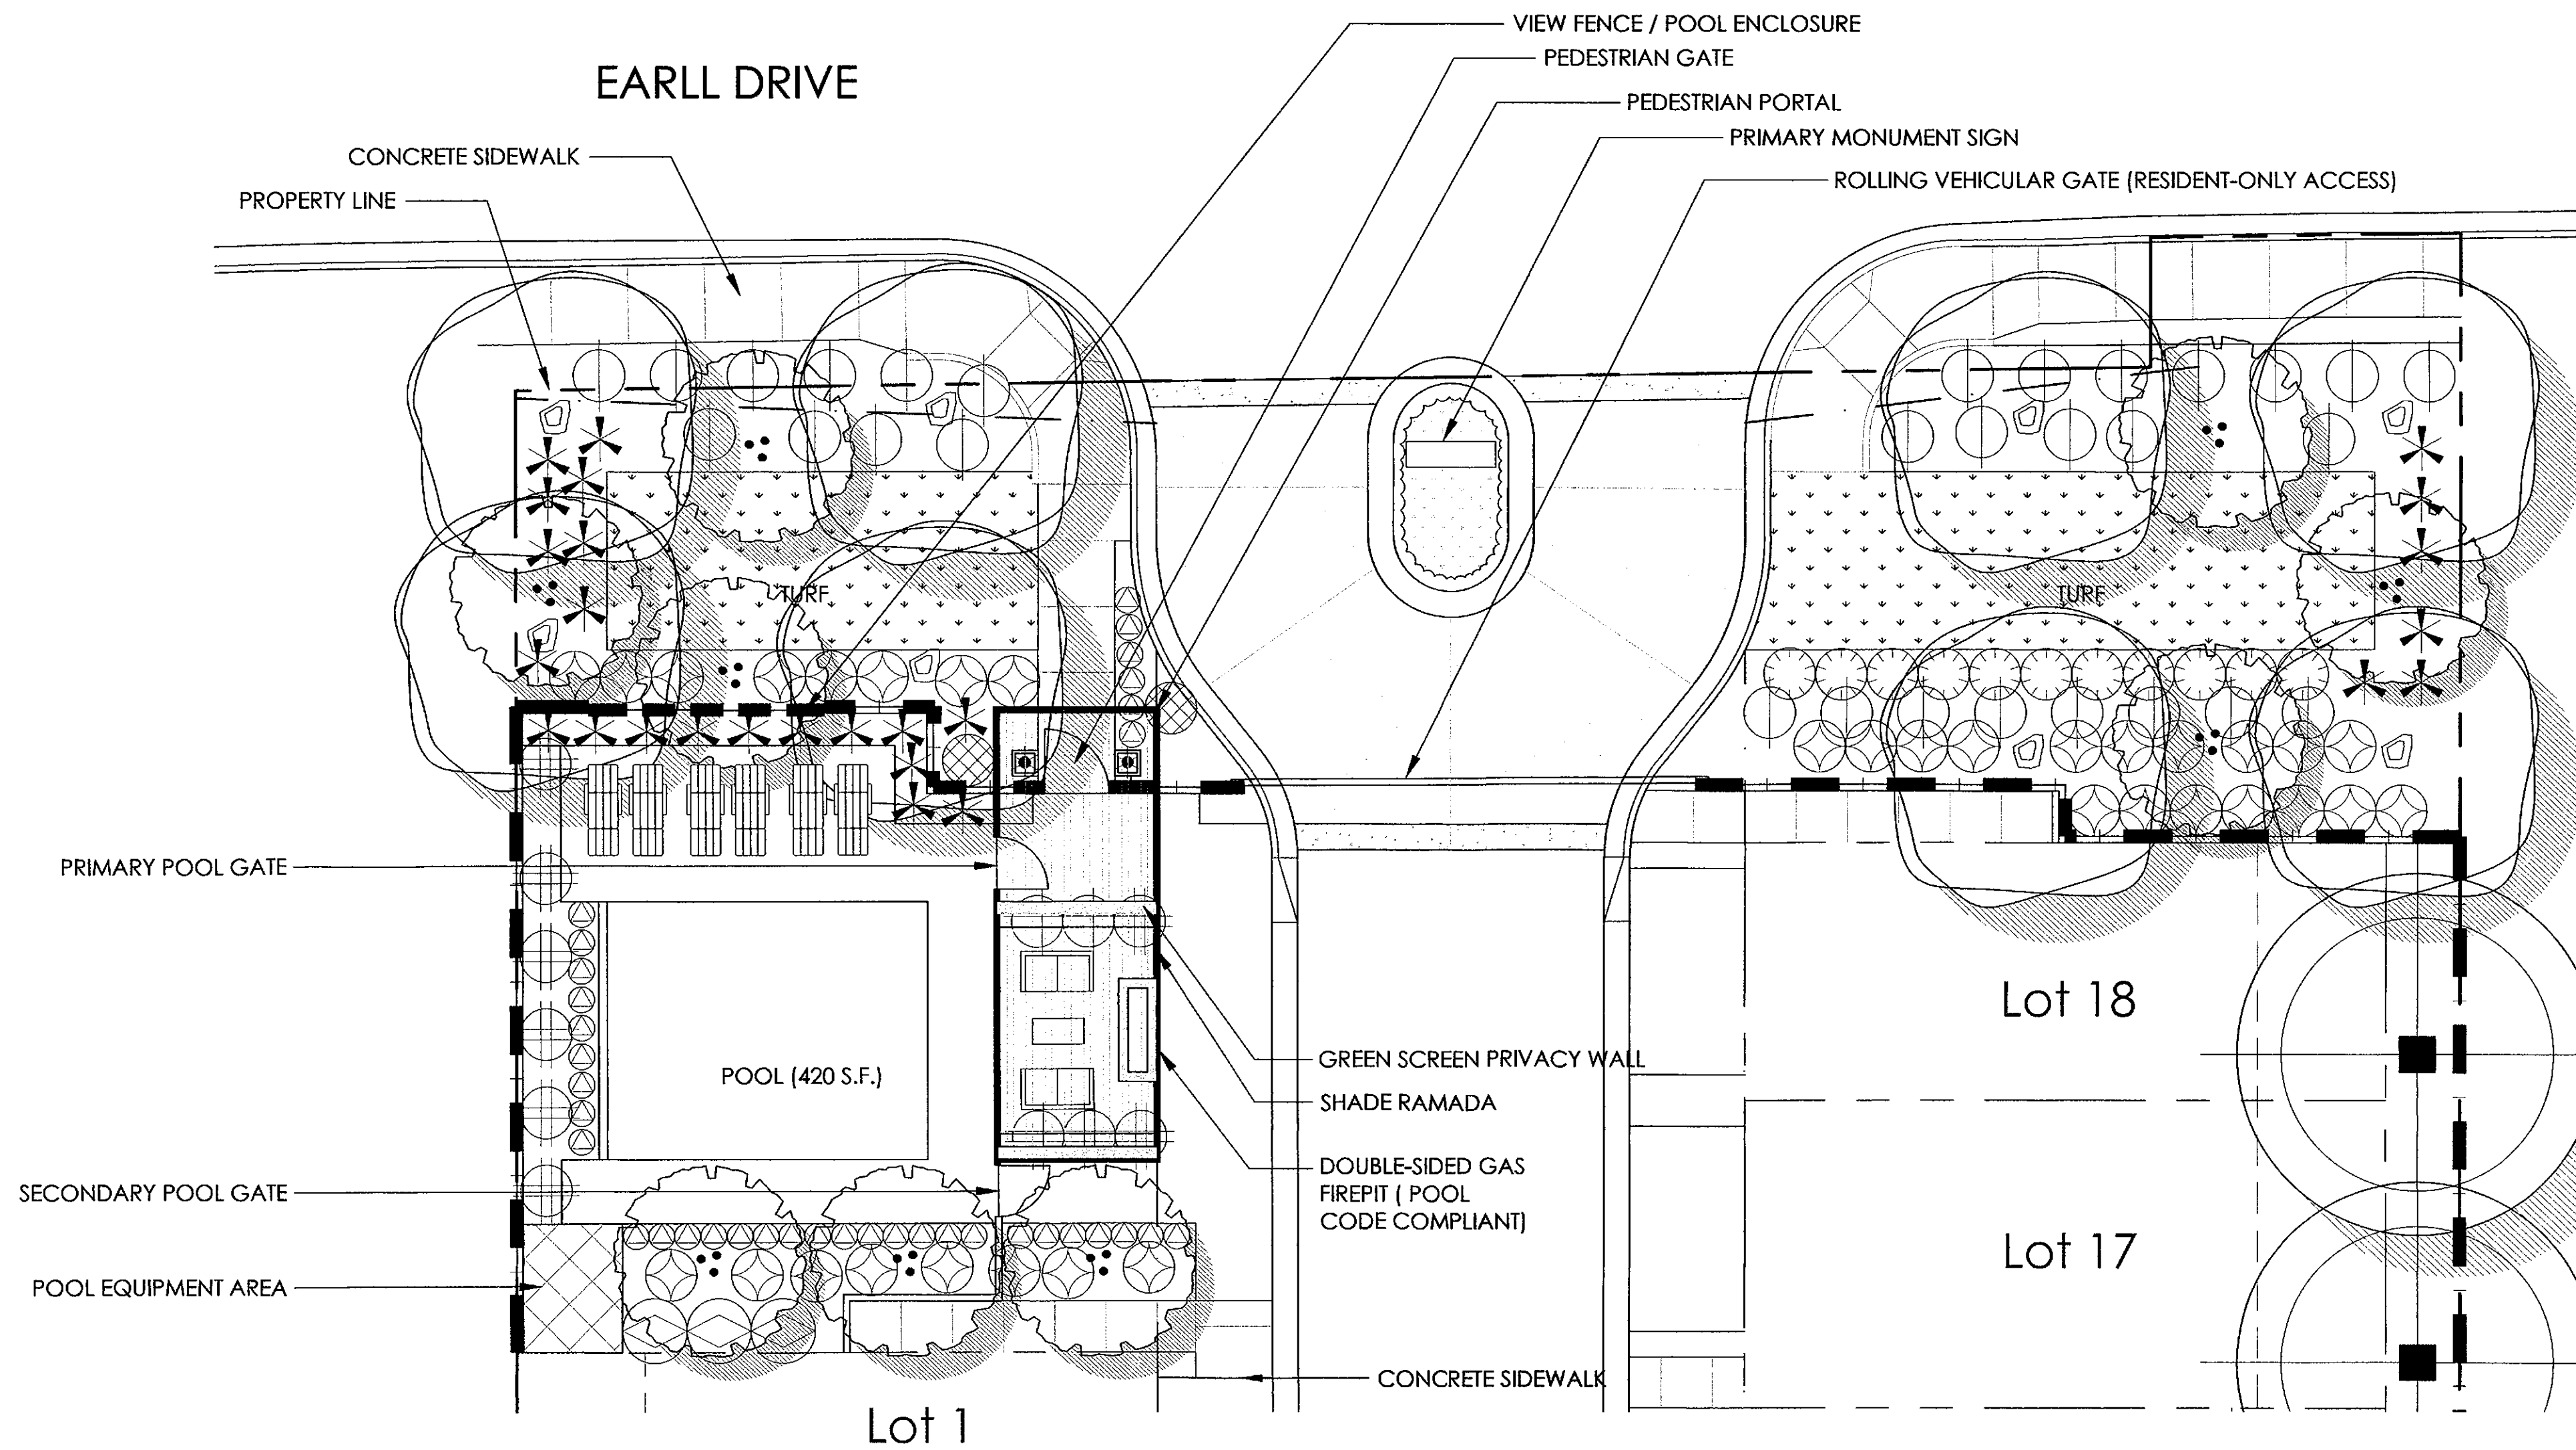 VIEW FENCE / POOL ENCLOSURE
PEDESTRIAN GATE
EARLL DRIVE
PEDESTRIAN PORTAL
PRIMARY MONUMENT SIGN
CONCRETE SIDEWALK
ROLLING VEHICULAR GATE (RESIDENT-ONLY ACCESS)
PROPERTY LINE
TURF
TURF
PRIMARY POOL GATE
Lot 18
GREEN SCREEN PRIVACY WALL
POOL (420 S.F.)
SHADE RAMADA
DOUBLE-SIDED GAS
FIREPIT ( POOL
CODE COMPLIANT)
SECONDARY POOL GATE
Lot 17
POOL EQUIPMENT AREA
CONCRETE SIDEWALK
Lot 1